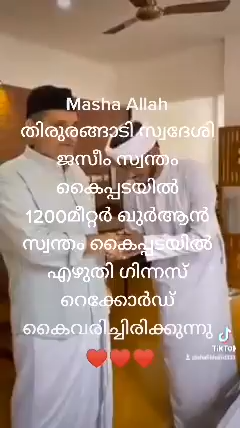 Masha Allah
തിരുരങ്ങാടി സ്വദേശി
ജസീം സ്വന്തം
കൈപ്പടയിൽ
1200മീറ്റർ ഖുർആൻ
സ്വന്തം കൈപ്പടയിൽ
എഴുതി ഗിന്നസ്
റെക്കോർഡ്
കൈവരിച്ചിരിക്കുന്നു
❤️❤️❤️
TikTok